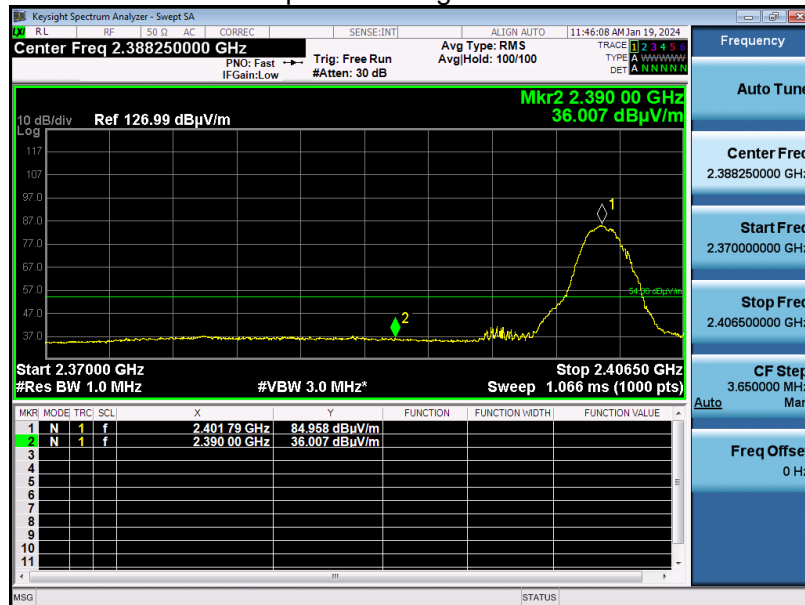 Keysight Spectrum Analyzer - Swept SA
LXI RL RF 50 Ω AC CORREC SENSE:INT ALIGN AUTO 11:46:08 AM Jan 19, 2024
Center Freq 2.388250000 GHz
PNO: Fast
IFGain:Low
Trig: Free Run
#Atten: 30 dB
Avg Type: RMS
Avg|Hold: 100/100
TRACE 1 2 3 4 5 6
TYPE A WWWWW
DET A N N N N N
Mkr2 2.390 00 GHz
36.007 dBµV/m
10 dB/div Ref 126.99 dBµV/m
Log
117
107
97.0
87.0
77.0
67.0
57.0
47.0
37.0
1
2
54.00 dBµV/m
Start 2.37000 GHz Stop 2.40650 GHz
#Res BW 1.0 MHz #VBW 3.0 MHz* Sweep 1.066 ms (1000 pts)
MKR MODE TRC SCL X Y FUNCTION FUNCTION WIDTH FUNCTION VALUE
1 N 1 f 2.401 79 GHz 84.958 dBµV/m
2 N 1 f 2.390 00 GHz 36.007 dBµV/m
3
4
5
6
7
8
9
10
11
MSG STATUS
Frequency
Auto Tune
Center Freq
2.388250000 GHz
Start Freq
2.370000000 GHz
Stop Freq
2.406500000 GHz
CF Step
3.650000 MHz
Auto Man
Freq Offset
0 Hz